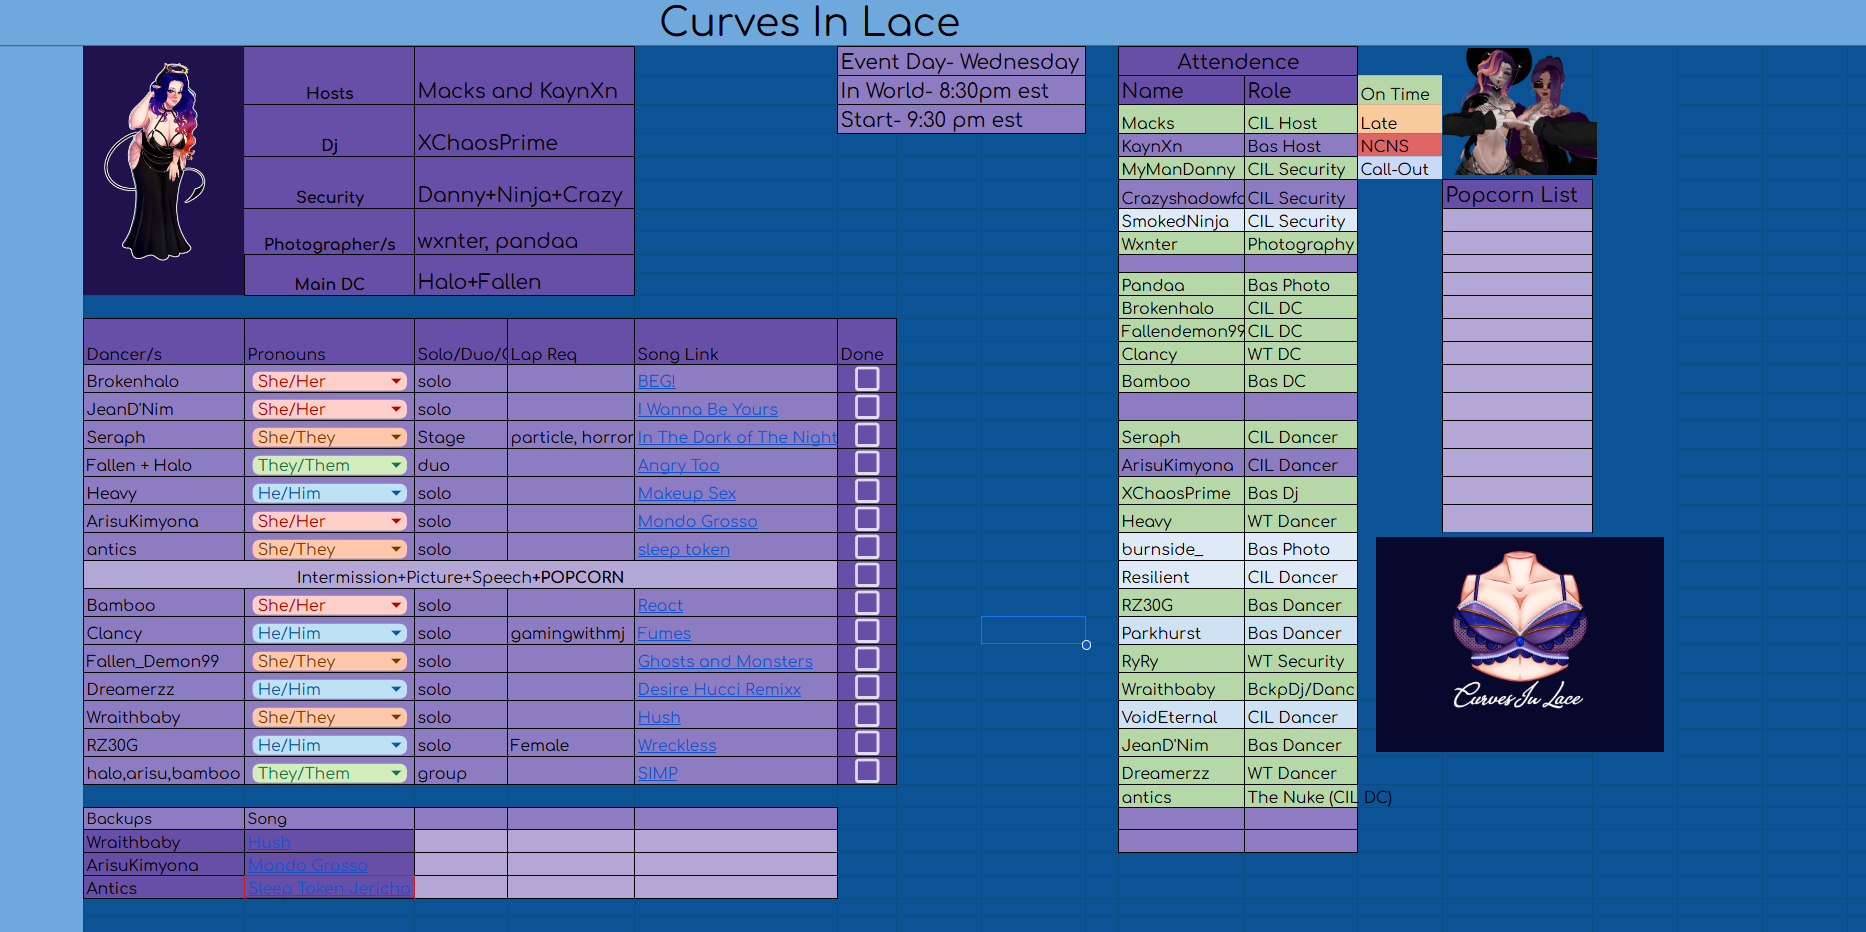 Curves In Lace
Hosts Macks and KaynXn
Dj XChaosPrime
Security Danny+Ninja+Crazy
Photographer/s wxnter, pandaa
Main DC Halo+Fallen
Event Day- Wednesday
In World- 8:30pm est
Start- 9:30 pm est
Dancer/s Pronouns Solo/Duo/ Lap Req Song Link Done
Brokenhalo She/Her solo BEG!
JeanD'Nim She/Her solo I Wanna Be Yours
Seraph She/They Stage particle, horror In The Dark of The Night
Fallen + Halo They/Them duo Angry Too
Heavy He/Him solo Makeup Sex
ArisuKimyona She/Her solo Mondo Grosso
antics She/They solo sleep token
Intermission+Picture+Speech+POPCORN
Bamboo She/Her solo React
Clancy He/Him solo gamingwithmj Fumes
Fallen_Demon99 She/They solo Ghosts and Monsters
Dreamerzz He/Him solo Desire Hucci Remixx
Wraithbaby She/They solo Hush
RZ30G He/Him solo Female Wreckless
halo,arisu,bamboo They/Them group SIMP
Backups Song
Wraithbaby Hush
ArisuKimyona Mondo Grosso
Antics Sleep Token Jericho
Attendence
Name Role
Macks CIL Host
KaynXn Bas Host
MyManDanny CIL Security
Crazyshadowfo CIL Security
SmokedNinja CIL Security
Wxnter Photography
Pandaa Bas Photo
Brokenhalo CIL DC
Fallendemon99 CIL DC
Clancy WT DC
Bamboo Bas DC
Seraph CIL Dancer
ArisuKimyona CIL Dancer
XChaosPrime Bas Dj
Heavy WT Dancer
burnside_ Bas Photo
Resilient CIL Dancer
RZ30G Bas Dancer
Parkhurst Bas Dancer
RyRy WT Security
Wraithbaby BckpDj/Danc
VoidEternal CIL Dancer
JeanD'Nim Bas Dancer
Dreamerzz WT Dancer
antics The Nuke (CIL DC)
On Time
Late
NCNS
Call-Out
Popcorn List
Curves In Lace